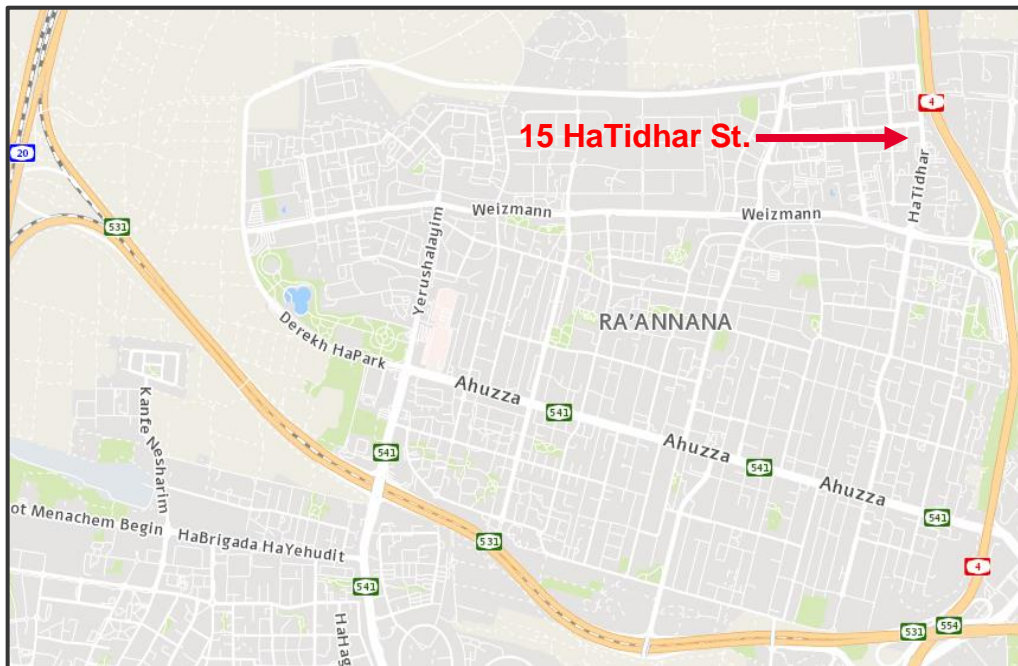 4
15 HaTidhar St.
20
HaTidhar
Weizmann
Weizmann
Yerushalayim
531
RA'ANNANA
Derekh HaPark
Ahuzza
541
Kanfe Nesharim
Ahuzza
541
541
Ahuzza
541
ot Menachem Begin
HaBrigada HaYehudit
531
4
541
HaHag
531
554